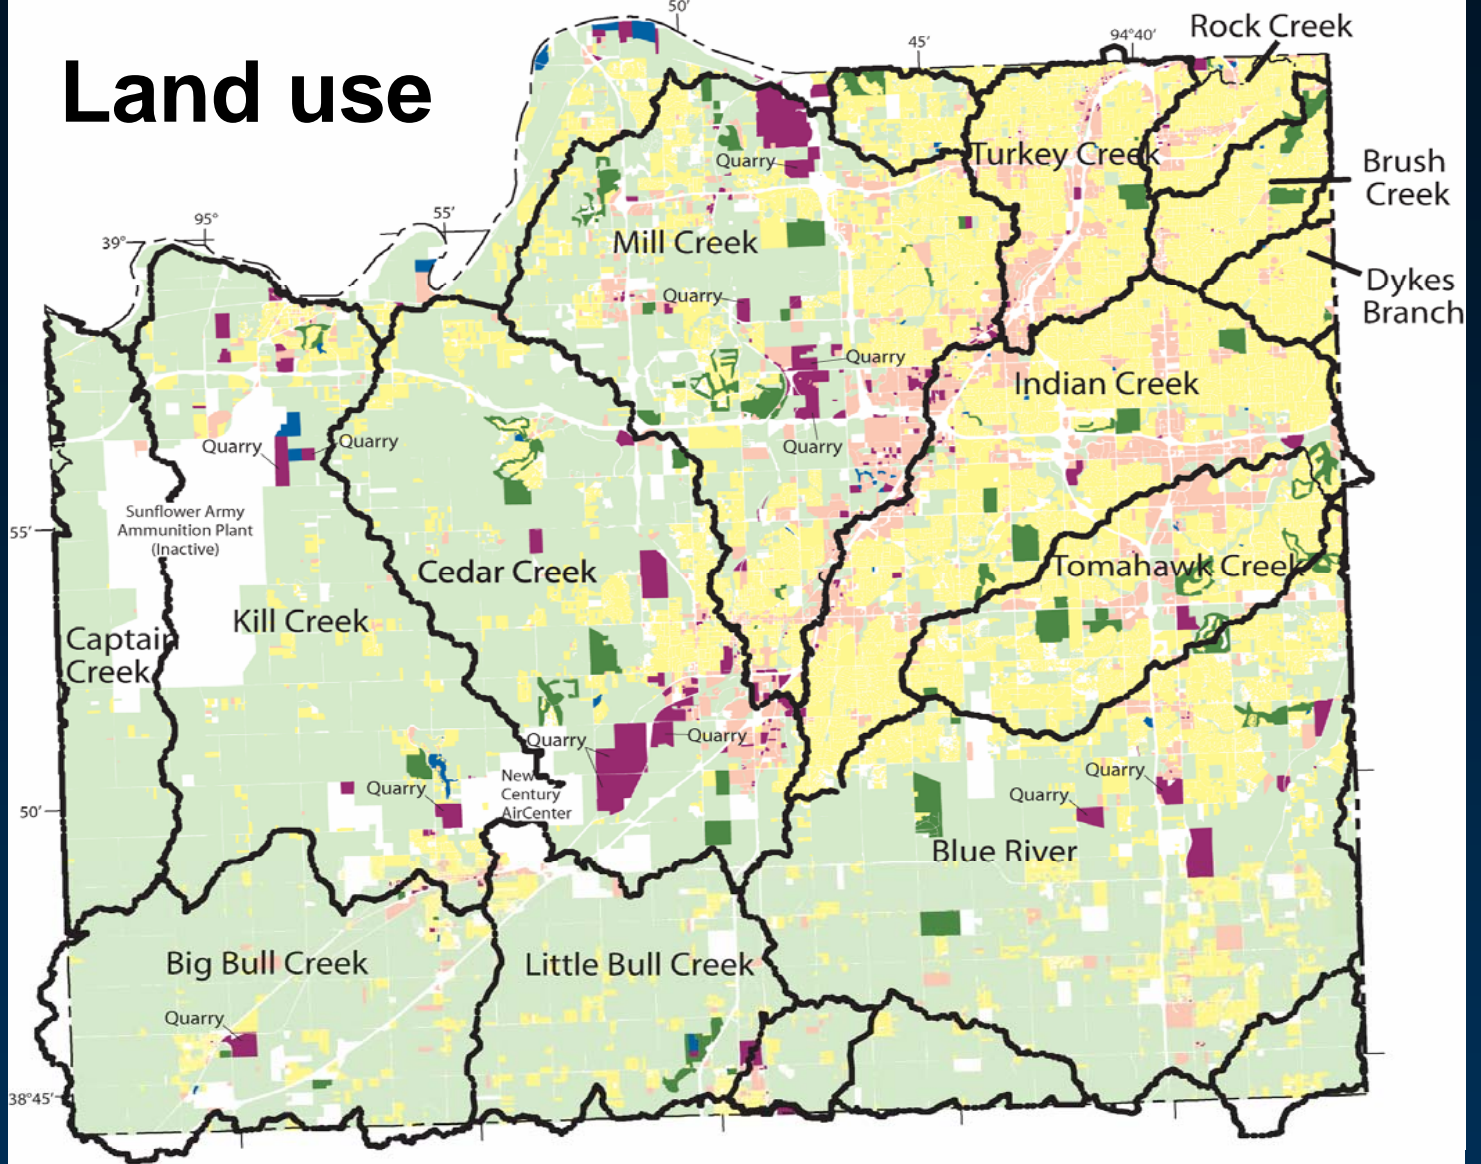 Land use
50′
45′
94°40′
Rock Creek
Turkey Creek
Brush
Creek
Quarry
95°
55′
39°
Mill Creek
Dykes
Branch
Quarry
Quarry
Indian Creek
Quarry
Quarry
Quarry
Sunflower Army
Ammunition Plant
(Inactive)
55′
Cedar Creek
Tomahawk Creek
Kill Creek
Captain
Creek
Quarry
Quarry
Quarry
New
Century
AirCenter
Quarry
Quarry
50′
Blue River
Big Bull Creek
Little Bull Creek
Quarry
38°45′